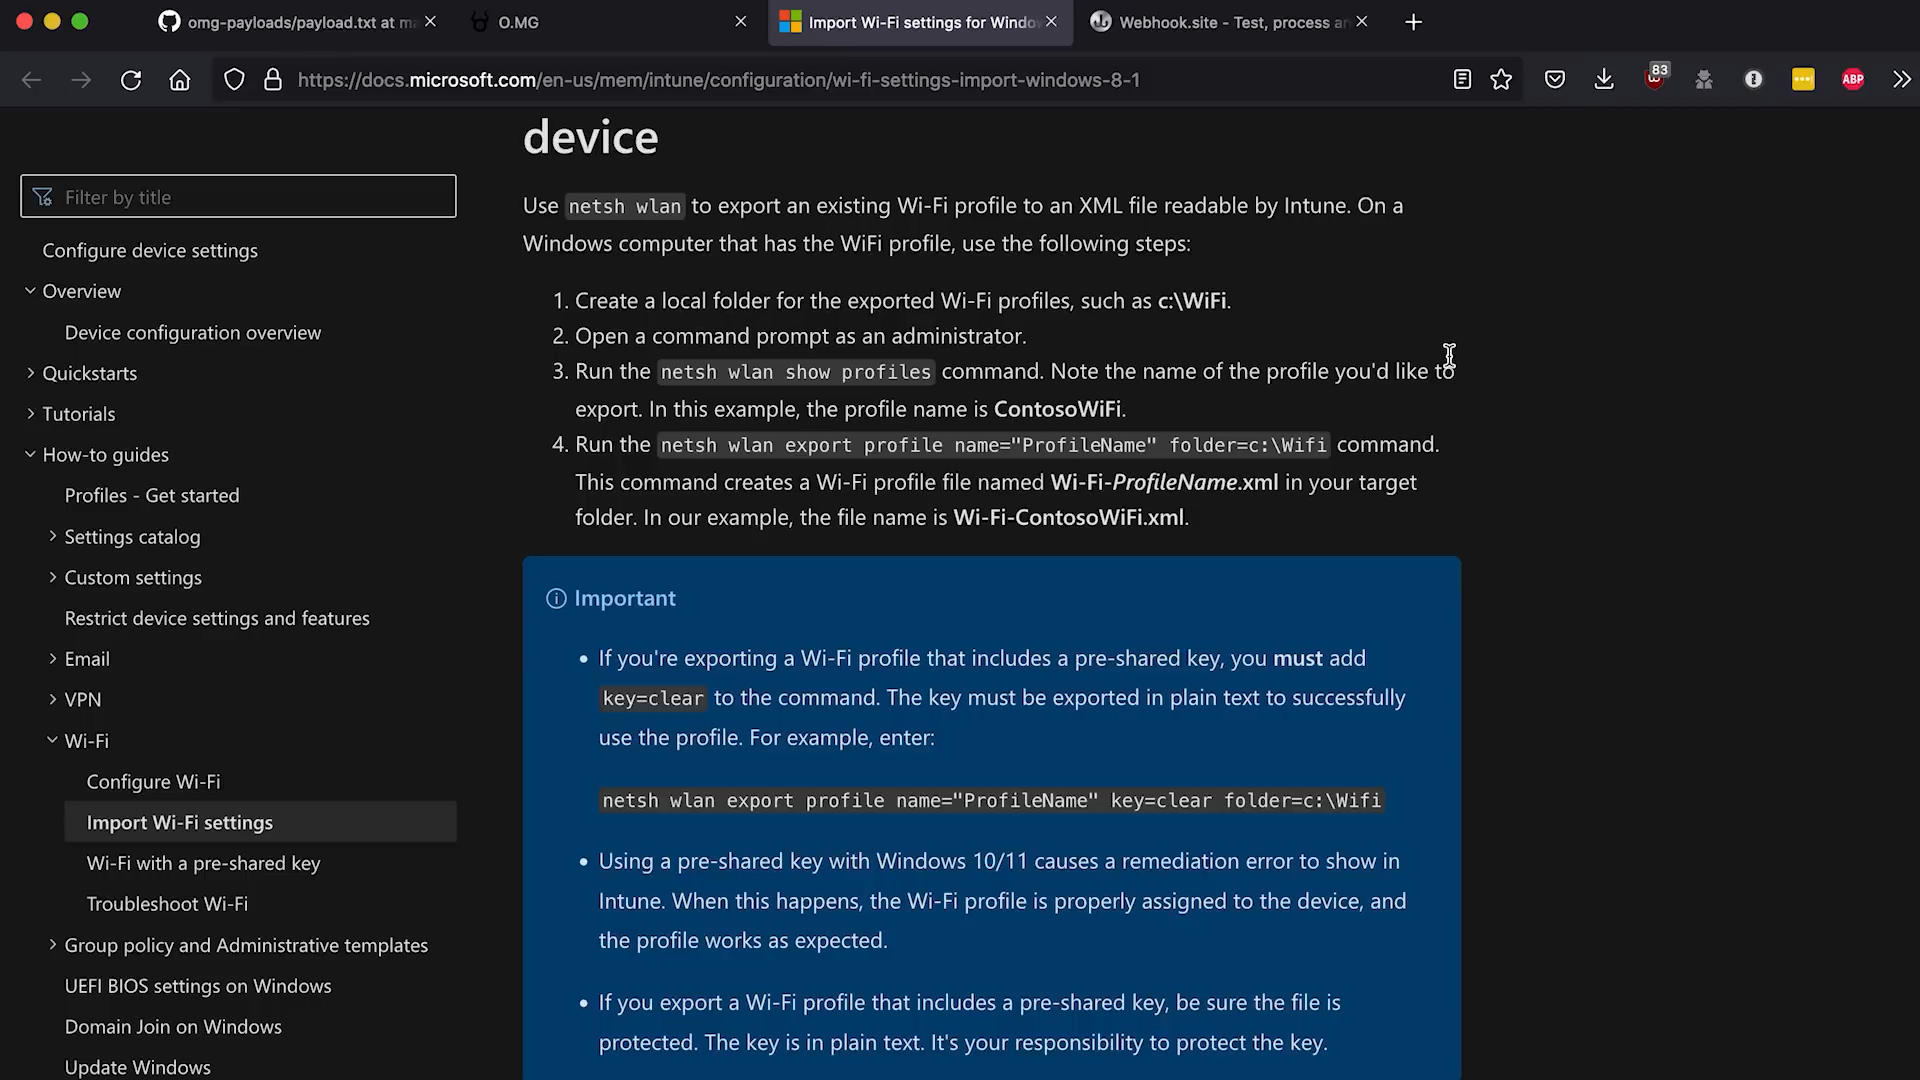 omg-payloads/payload.txt at ma
O.MG
Import Wi-Fi settings for Windo
Webhook.site - Test, process an
https://docs.microsoft.com/en-us/mem/intune/configuration/wi-fi-settings-import-windows-8-1
83
ABP
Filter by title
Configure device settings
Overview
Device configuration overview
Quickstarts
Tutorials
How-to guides
Profiles - Get started
Settings catalog
Custom settings
Restrict device settings and features
Email
VPN
Wi-Fi
Configure Wi-Fi
Import Wi-Fi settings
Wi-Fi with a pre-shared key
Troubleshoot Wi-Fi
Group policy and Administrative templates
UEFI BIOS settings on Windows
Domain Join on Windows
Update Windows
device
Use netsh wlan to export an existing Wi-Fi profile to an XML file readable by Intune. On a
Windows computer that has the WiFi profile, use the following steps:
1. Create a local folder for the exported Wi-Fi profiles, such as c:\WiFi.
2. Open a command prompt as an administrator.
3. Run the netsh wlan show profiles command. Note the name of the profile you'd like to
export. In this example, the profile name is ContosoWiFi.
4. Run the netsh wlan export profile name="ProfileName" folder=c:\Wifi command.
This command creates a Wi-Fi profile file named Wi-Fi-ProfileName.xml in your target
folder. In our example, the file name is Wi-Fi-ContosoWiFi.xml.
Important
• If you're exporting a Wi-Fi profile that includes a pre-shared key, you must add
key=clear to the command. The key must be exported in plain text to successfully
use the profile. For example, enter:
netsh wlan export profile name="ProfileName" key=clear folder=c:\Wifi
• Using a pre-shared key with Windows 10/11 causes a remediation error to show in
Intune. When this happens, the Wi-Fi profile is properly assigned to the device, and
the profile works as expected.
• If you export a Wi-Fi profile that includes a pre-shared key, be sure the file is
protected. The key is in plain text. It's your responsibility to protect the key.